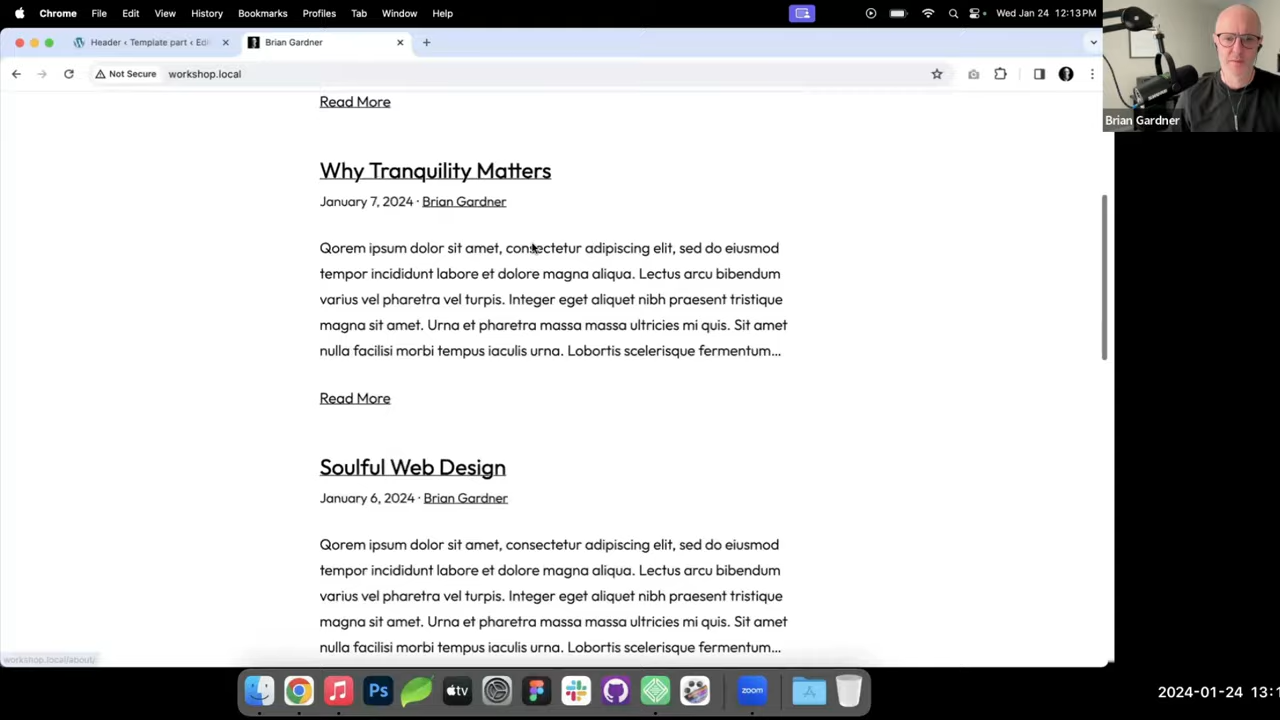 Chrome File Edit View History Bookmarks Profiles Tab Window Help Wed Jan 24 12:13 PM
Header ‹ Template part ‹ Edi
Brian Gardner
Not Secure workshop.local
Brian Gardner
Read More
Why Tranquility Matters
January 7, 2024 · Brian Gardner
Qorem ipsum dolor sit amet, consectetur adipiscing elit, sed do eiusmod
tempor incididunt labore et dolore magna aliqua. Lectus arcu bibendum
varius vel pharetra vel turpis. Integer eget aliquet nibh praesent tristique
magna sit amet. Urna et pharetra massa massa ultricies mi quis. Sit amet
nulla facilisi morbi tempus iaculis urna. Lobortis scelerisque fermentum...
Read More
Soulful Web Design
January 6, 2024 · Brian Gardner
Qorem ipsum dolor sit amet, consectetur adipiscing elit, sed do eiusmod
tempor incididunt labore et dolore magna aliqua. Lectus arcu bibendum
varius vel pharetra vel turpis. Integer eget aliquet nibh praesent tristique
magna sit amet. Urna et pharetra massa massa ultricies mi quis. Sit amet
nulla facilisi morbi tempus iaculis urna. Lobortis scelerisque fermentum...
workshop.local/about/
Ps tv zoom
2024-01-24 13:1